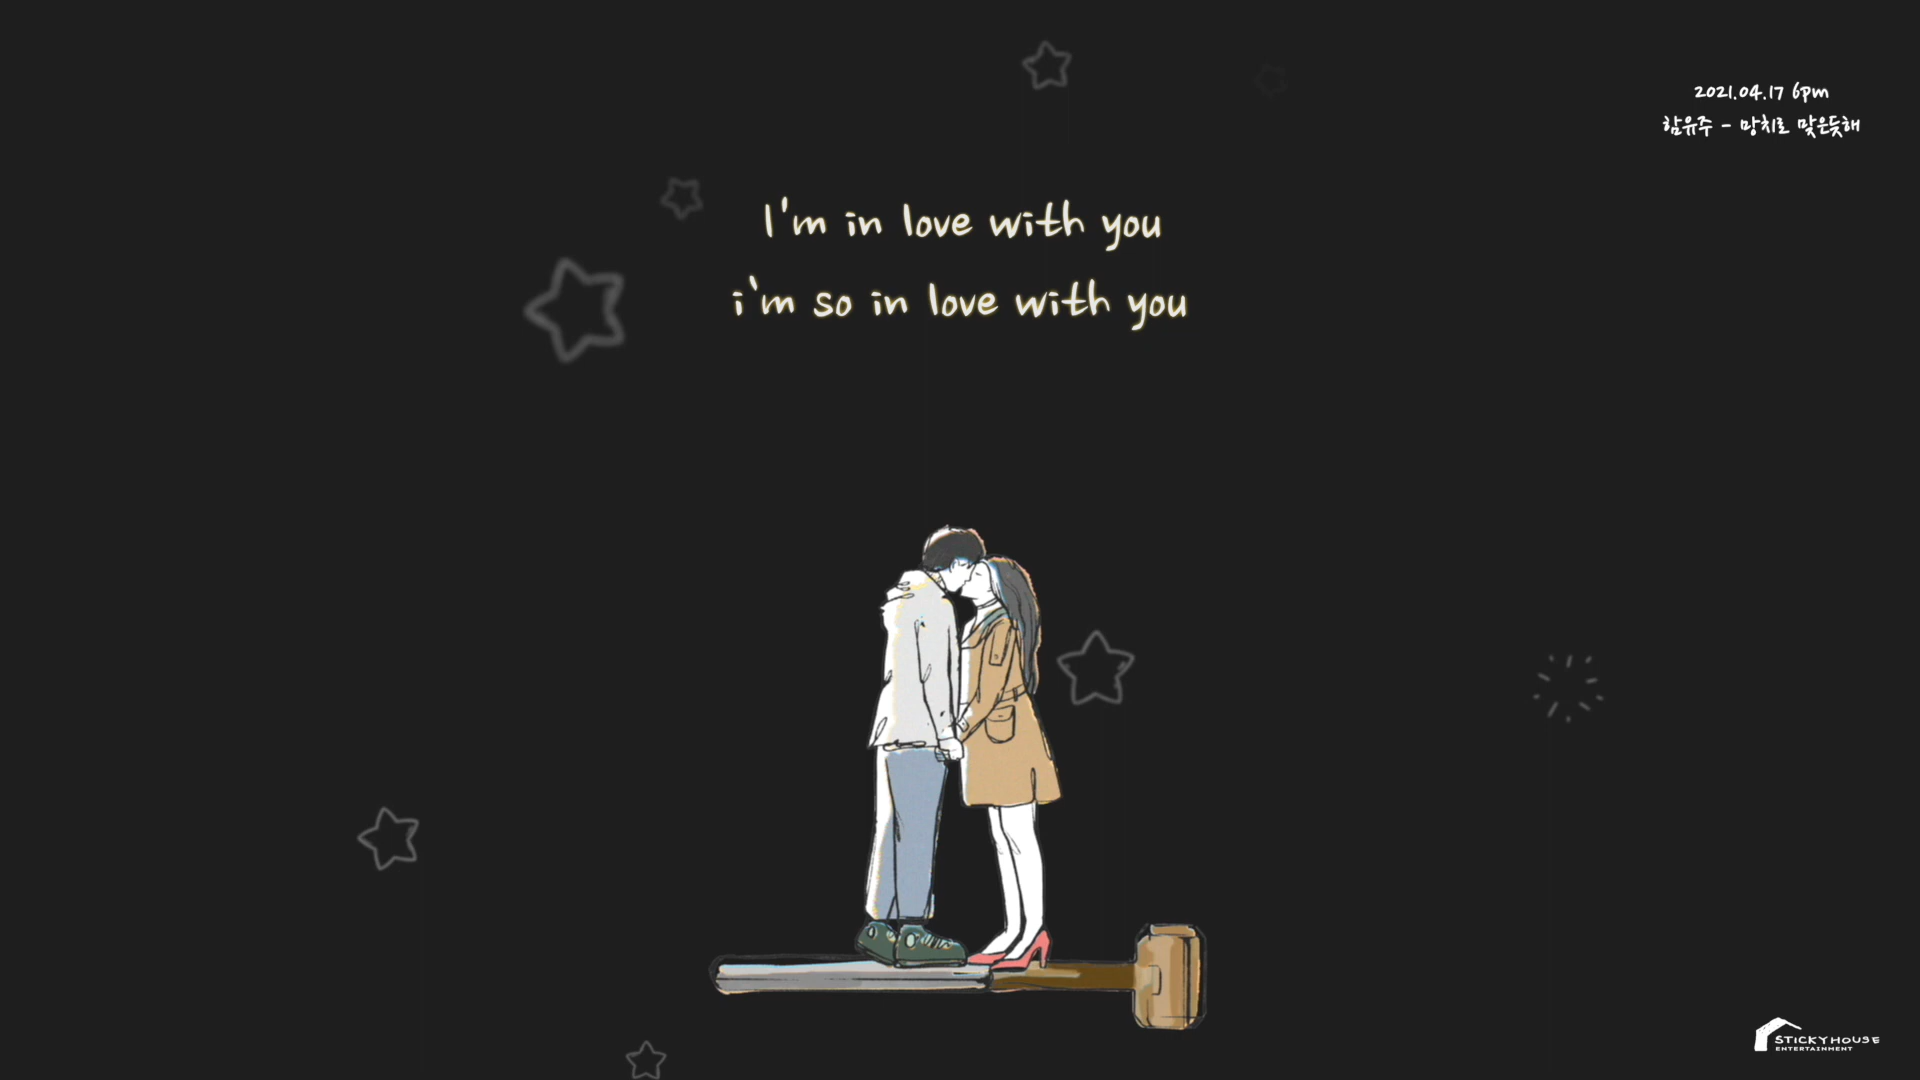 2021.04.17 6pm
함유주 - 망치로 맞은듯해
I'm in love with you
i'm so in love with you
STICKYHOUSE
ENTERTAINMENT